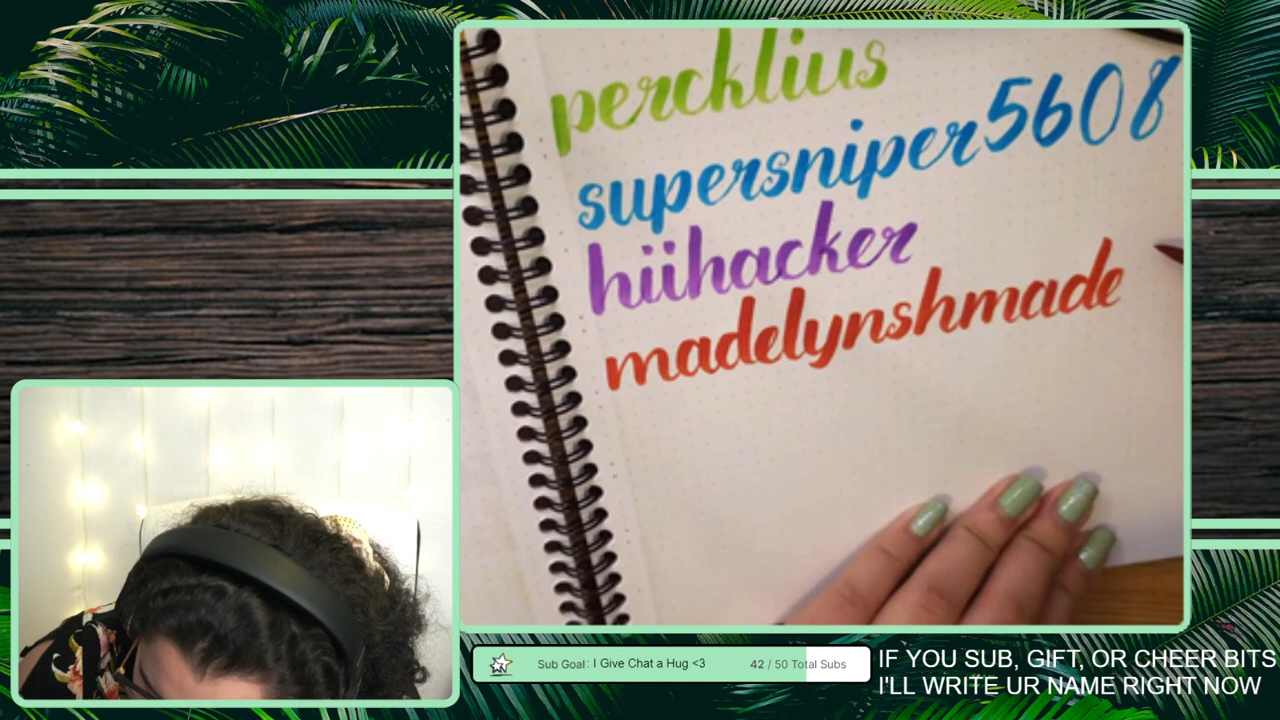 percklius
supersniper5608
hiihacker
madelynshmade
Sub Goal: I Give Chat a Hug <3 42 / 50 Total Subs
IF YOU SUB, GIFT, OR CHEER BITS
I'LL WRITE UR NAME RIGHT NOW